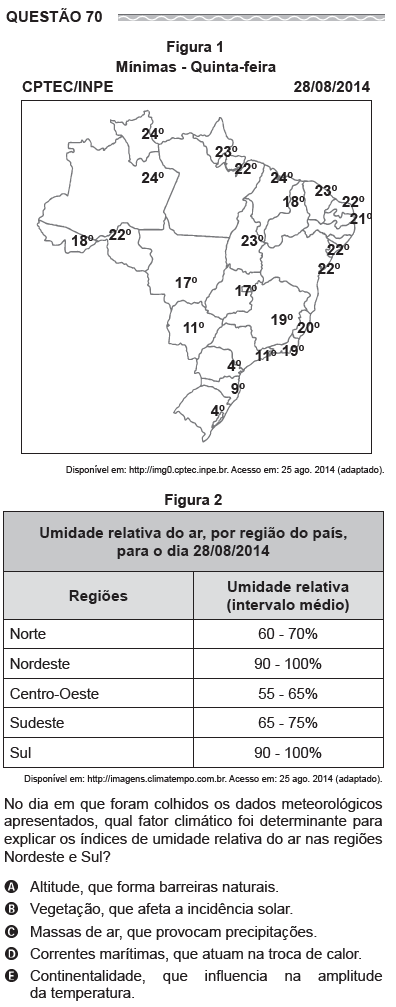 QUESTÃO 70
Figura 1
Mínimas - Quinta-feira
CPTEC/INPE 28/08/2014
24º
23º
24º
22º
24º
18º
23º
22º
21º
18º
22º
23º
22º
22º
17º
17º
19º
20º
11º
11º
19º
4º
9º
4º
Disponível em: http://img0.cptec.inpe.br. Acesso em: 25 ago. 2014 (adaptado).
Figura 2
Umidade relativa do ar, por região do país,
para o dia 28/08/2014
Regiões
Umidade relativa
(intervalo médio)
Norte 60 - 70%
Nordeste 90 - 100%
Centro-Oeste 55 - 65%
Sudeste 65 - 75%
Sul 90 - 100%
Disponível em: http://imagens.climatempo.com.br. Acesso em: 25 ago. 2014 (adaptado).
No dia em que foram colhidos os dados meteorológicos
apresentados, qual fator climático foi determinante para
explicar os índices de umidade relativa do ar nas regiões
Nordeste e Sul?
A Altitude, que forma barreiras naturais.
B Vegetação, que afeta a incidência solar.
C Massas de ar, que provocam precipitações.
D Correntes marítimas, que atuam na troca de calor.
E Continentalidade, que influencia na amplitude
da temperatura.